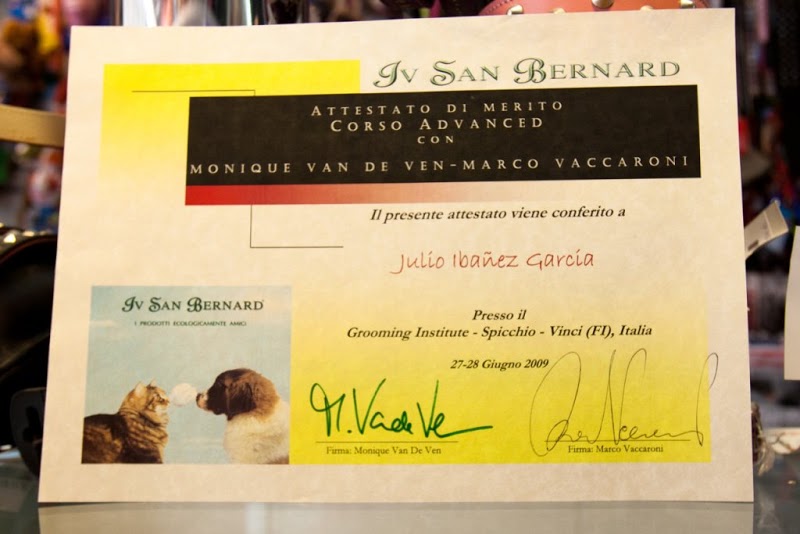 IV SAN BERNARD
ATTESTATO DI MERITO
CORSO ADVANCED
CON
MONIQUE VAN DE VEN-MARCO VACCARONI
Il presente attestato viene conferito a
Julio Ibañez García
IV SAN BERNARD
I PRODOTTI ECOLOGICAMENTE AMICI
Presso il
Grooming Institute - Spicchio - Vinci (FI), Italia
27-28 Giugno 2009
M. Van de Ven
Firma: Monique Van De Ven
Firma: Marco Vaccaroni